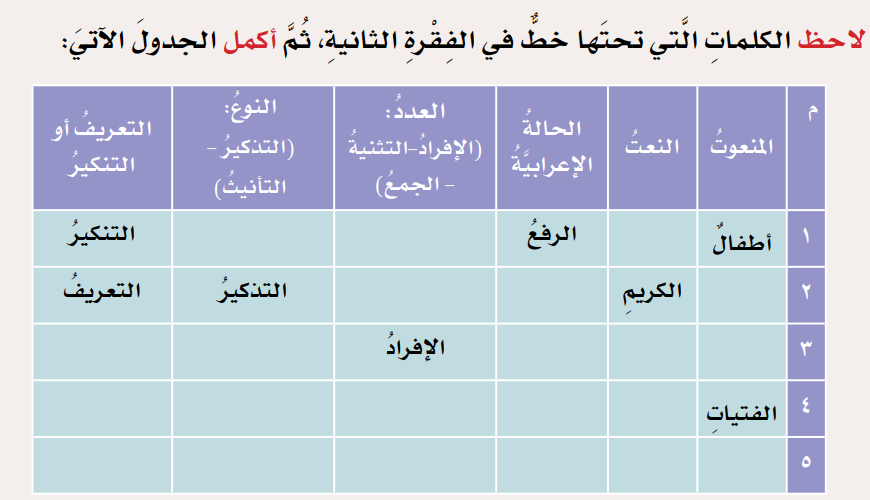 لاحظ الكلماتِ الَّتي تحتَها خطٌّ في الفِقْرةِ الثانيةِ، ثُمَّ أكمل الجدولَ الآتيَ:
م
المنعوتُ
النعتُ
الحالةُ
الإعرابيَّةُ
العددُ:
(الإفرادُ–التثنيةُ
– الجمعُ)
النوعُ:
(التذكيرُ –
التأنيثُ)
التعريفُ أو
التنكيرُ
١ أطفالٌ الرفعُ التنكيرُ
٢ الكريمِ التذكيرُ التعريفُ
٣ الإفرادُ
٤ الفتياتِ
٥